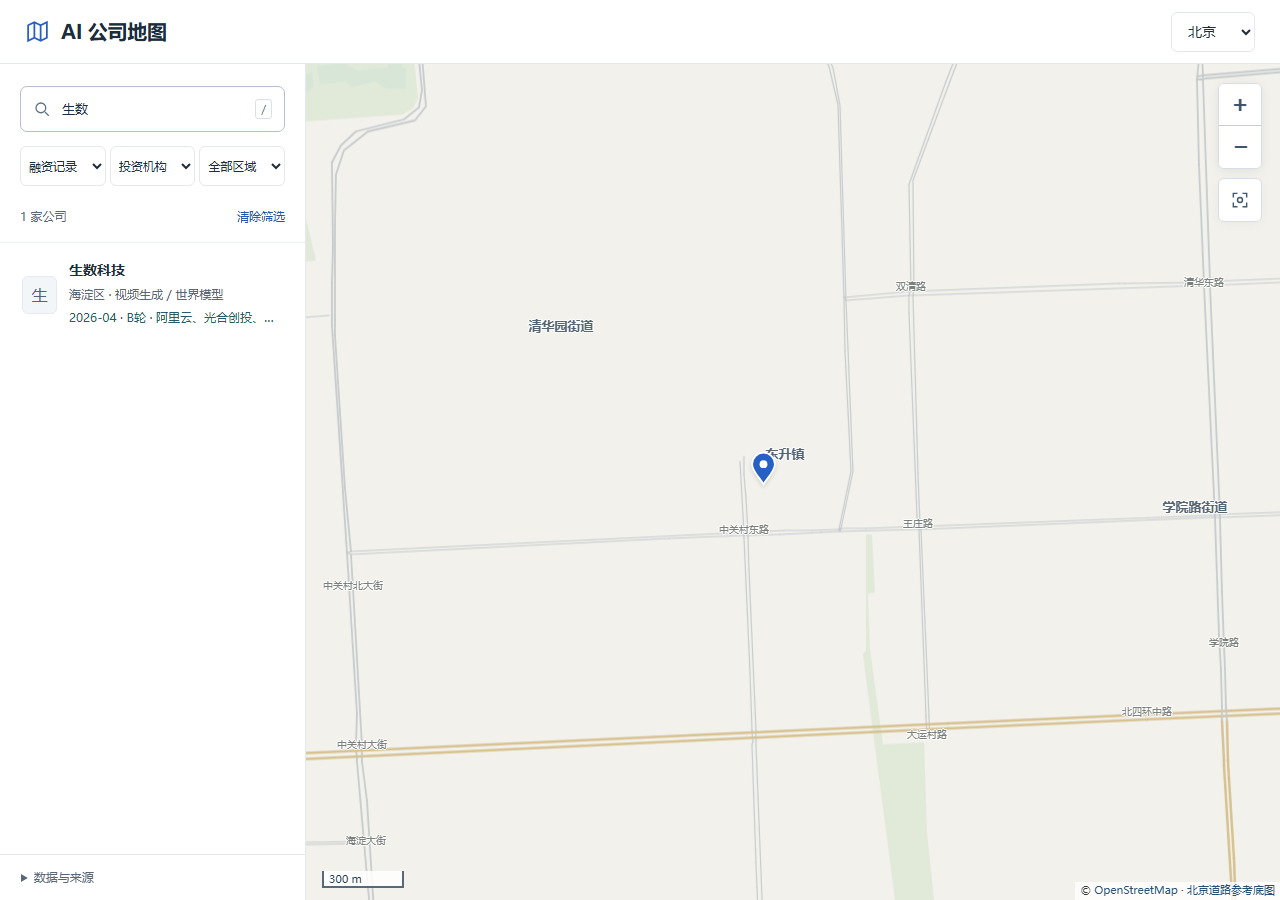 AI 公司地图
北京
生数
/
融资记录
投资机构
全部区域
1 家公司
清除筛选
生
生数科技
海淀区 · 视频生成 / 世界模型
2026-04 · B轮 · 阿里云、光合创投、...
数据与来源
+
−
双清路
清华东路
清华园街道
东升镇
学院路街道
王庄路
中关村东路
中关村北大街
学院路
北四环中路
大运村路
中关村大街
海淀大街
300 m
© OpenStreetMap · 北京道路参考底图